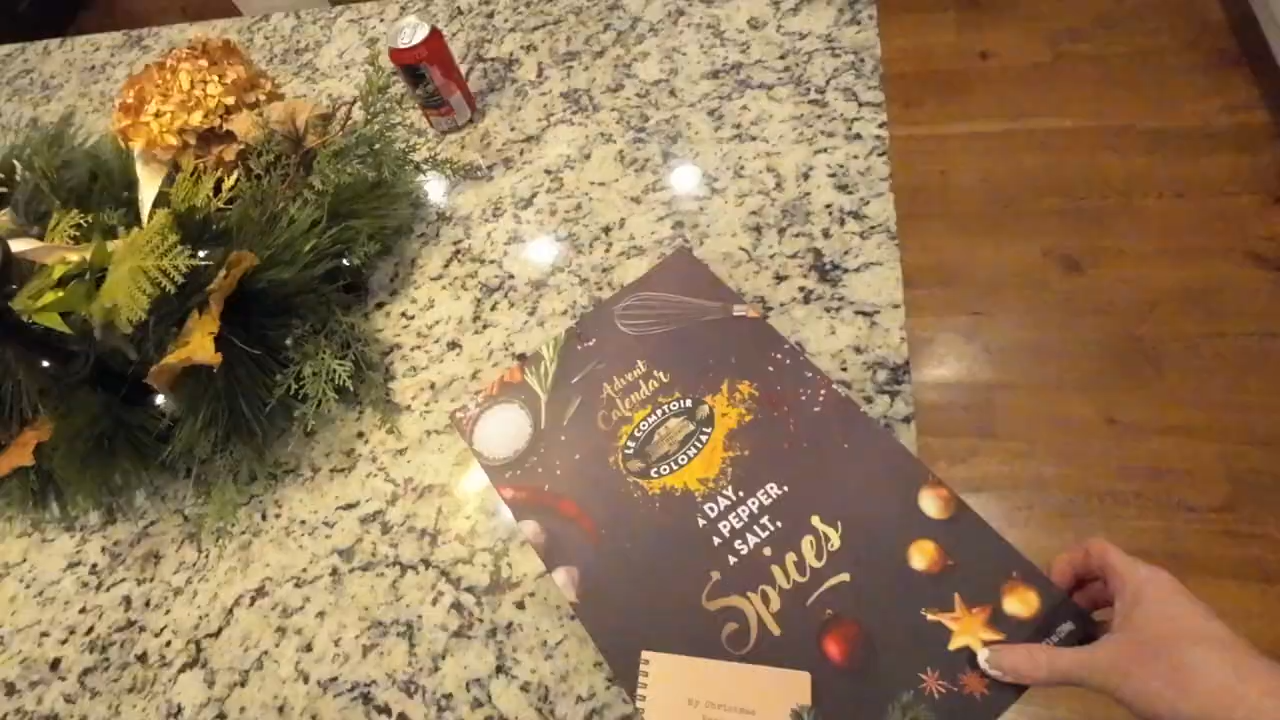 Advent
Calendar
LE COMPTOIR
COLONIAL
A DAY,
A PEPPER,
A SALT,
Spices
By Christmas